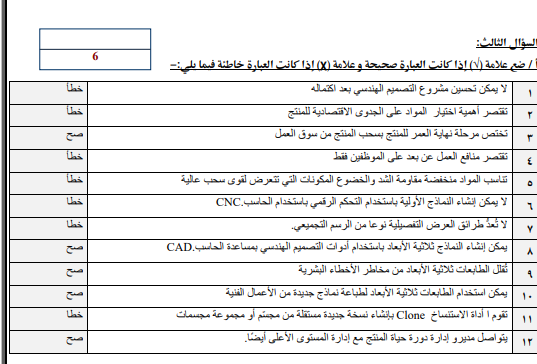 السؤال الثالث:
6
أ / ضع علامة (√) إذا كانت العبارة صحيحة وعلامة (X) إذا كانت العبارة خاطئة فيما يلي:–
١ لا يمكن تحسين مشروع التصميم الهندسي بعد اكتماله خطأ
٢ تقتصر أهمية اختيار المواد على الجدوى الاقتصادية للمنتج خطأ
٣ تختص مرحلة نهاية العمر للمنتج بسحب المنتج من سوق العمل صح
٤ تقتصر منافع العمل عن بعد على الموظفين فقط خطأ
٥ تناسب المواد منخفضة مقاومة الشد والخضوع المكونات التي تتعرض لقوى سحب عالية خطأ
٦ لا يمكن إنشاء النماذج الأولية باستخدام التحكم الرقمي باستخدام الحاسب.CNC خطأ
٧ لا تُعدُّ طرائق العرض التفصيلية نوعا من الرسم التجميعي. خطأ
٨ يمكن إنشاء النماذج ثلاثية الأبعاد باستخدام أدوات التصميم الهندسي بمساعدة الحاسب.CAD صح
٩ تُقلل الطابعات ثلاثية الأبعاد من مخاطر الأخطاء البشرية صح
١٠ يمكن استخدام الطابعات ثلاثية الأبعاد لطباعة نماذج جديدة من الأعمال الفنية صح
١١ تقوم ا أداة الاستنساخ Clone بإنشاء نسخة جديدة مستقلة من مجسّم أو مجموعة مجسمات خطا
١٢ يتواصل مديرو إدارة دورة حياة المنتج مع إدارة المستوى الأعلى أيضًا. صح